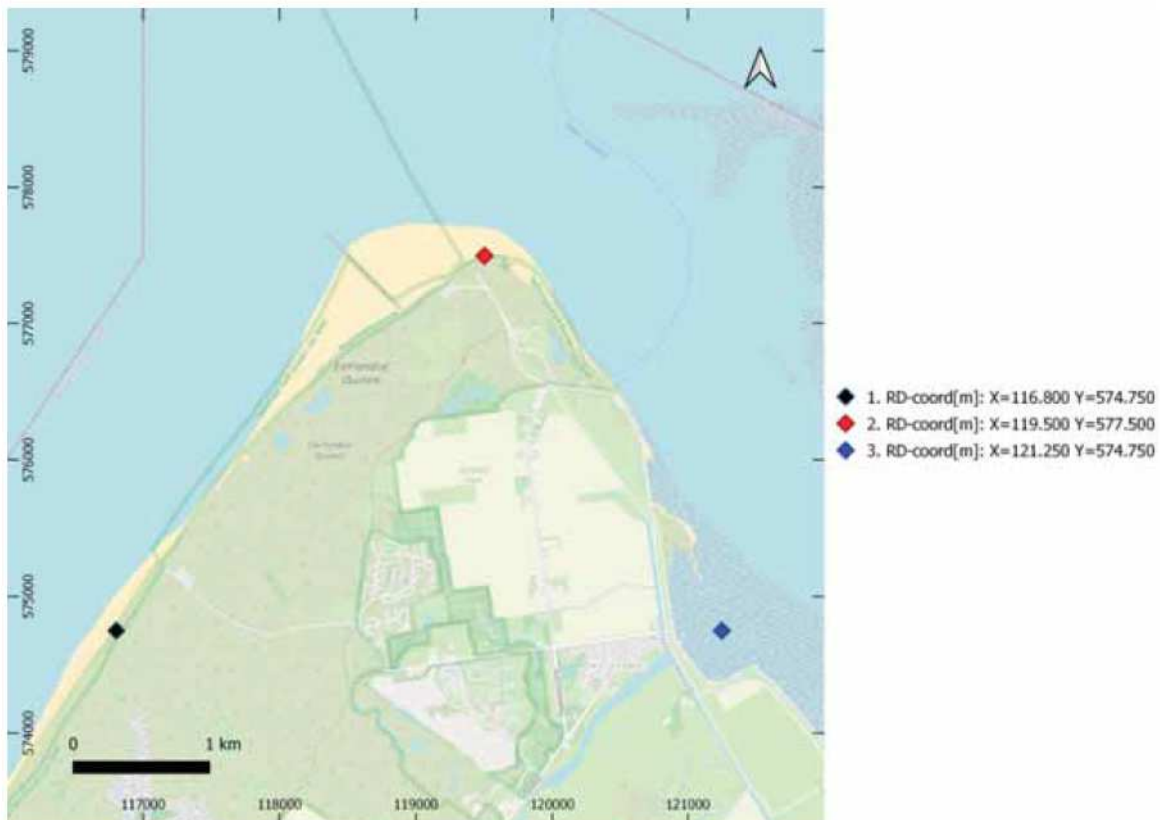 579000
578000
577000
576000
575000
574000
0 1 km
117000 118000 119000 120000 121000
1. RD-coord[m]: X=116.800 Y=574.750
2. RD-coord[m]: X=119.500 Y=577.500
3. RD-coord[m]: X=121.250 Y=574.750